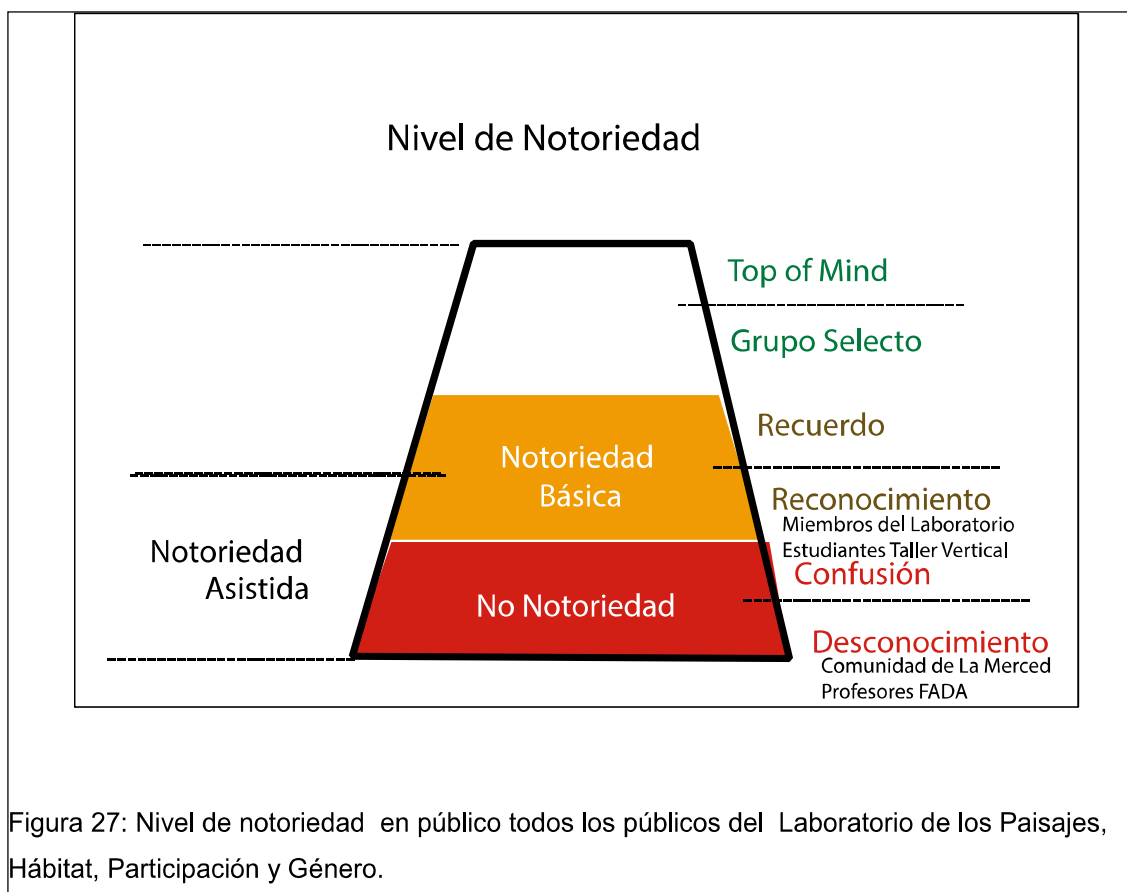 Nivel de Notoriedad
Top of Mind
Grupo Selecto
Recuerdo
Notoriedad
Básica
Reconocimiento
Miembros del Laboratorio
Estudiantes Taller Vertical
Notoriedad
Asistida
Confusión
No Notoriedad
Desconocimiento
Comunidad de La Merced
Profesores FADA
Figura 27: Nivel de notoriedad en público todos los públicos del Laboratorio de los Paisajes,
Hábitat, Participación y Género.